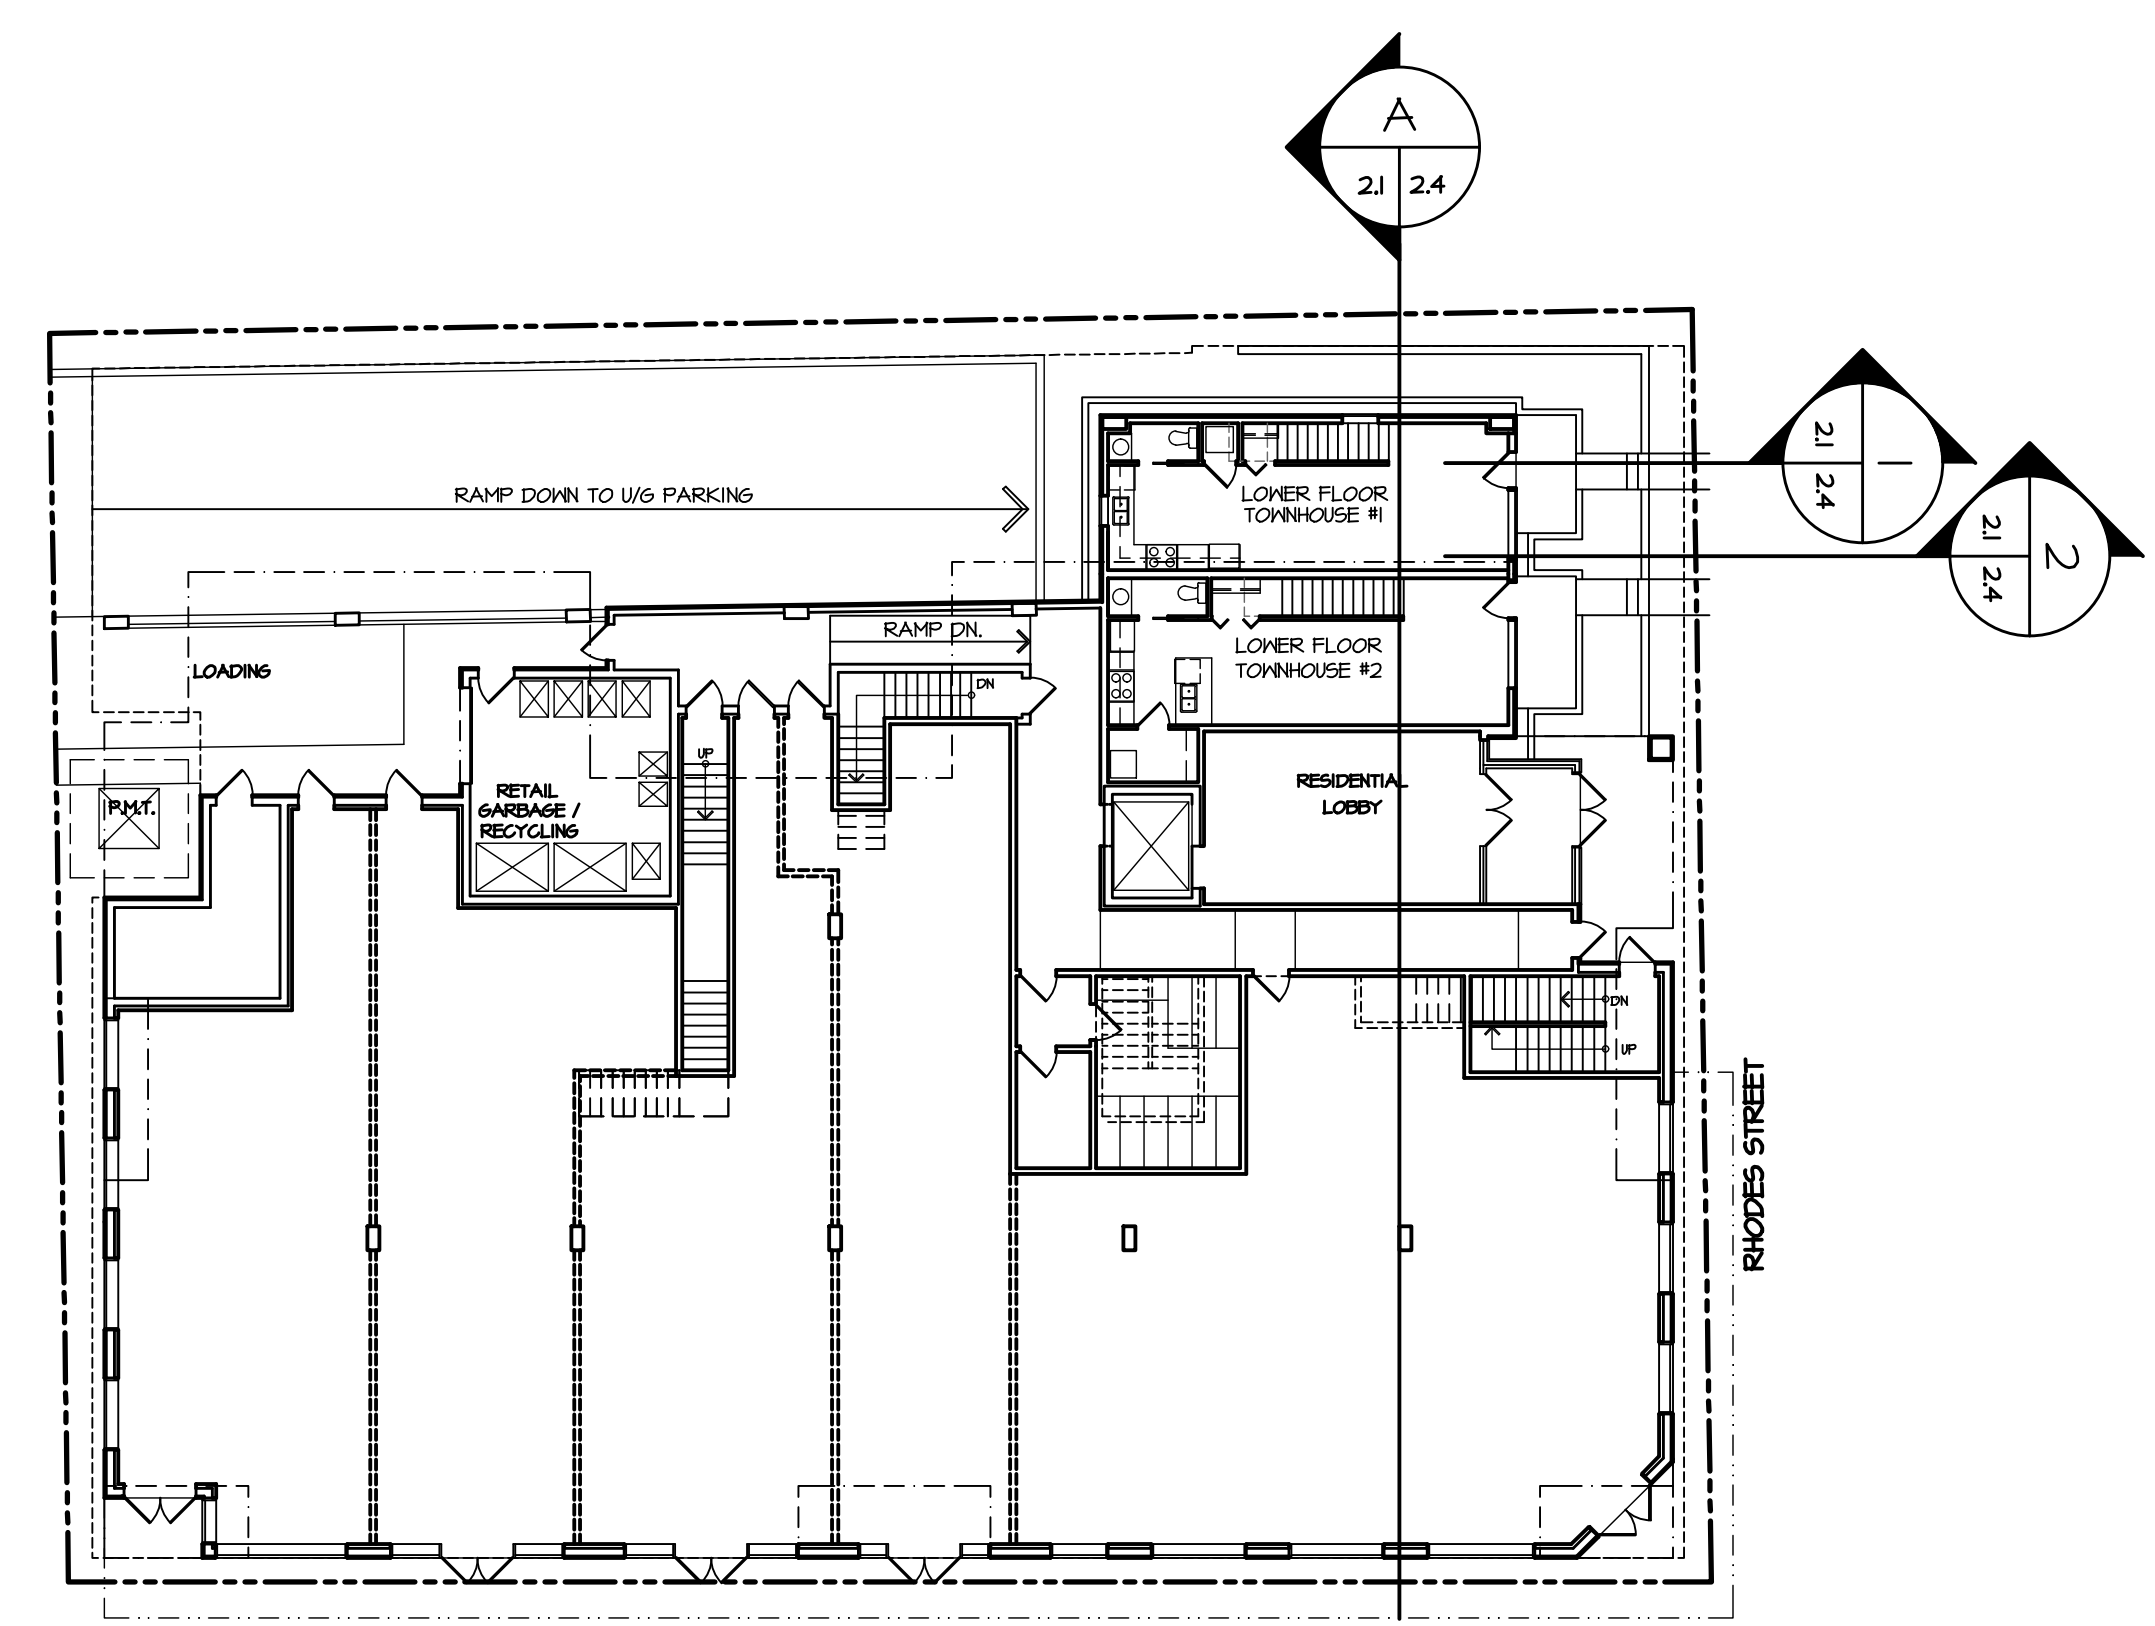 A
2.1 2.4
2.1
2.4
1
2.1
2.4
2
RAMP DOWN TO U/G PARKING
LOWER FLOOR
TOWNHOUSE #1
RAMP DN.
LOWER FLOOR
TOWNHOUSE #2
LOADING
DN
UP
RETAIL
GARBAGE /
RECYCLING
P.M.T.
RESIDENTIAL
LOBBY
DN
UP
RHODES STREET